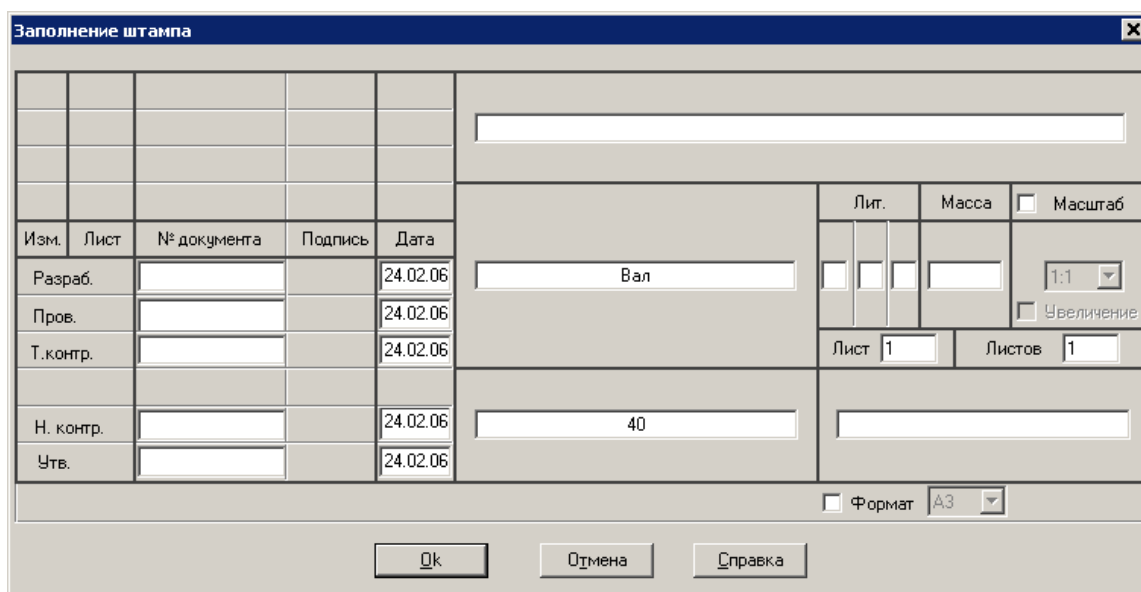 Заполнение штампа
Лит. Масса Масштаб
Изм. Лист № документа Подпись Дата
Разраб. 24.02.06 Вал 1:1
Пров. 24.02.06 Увеличение
Т.контр. 24.02.06 Лист 1 Листов 1
Н. контр. 24.02.06 40
Утв. 24.02.06
Формат А3
Ok Отмена Справка